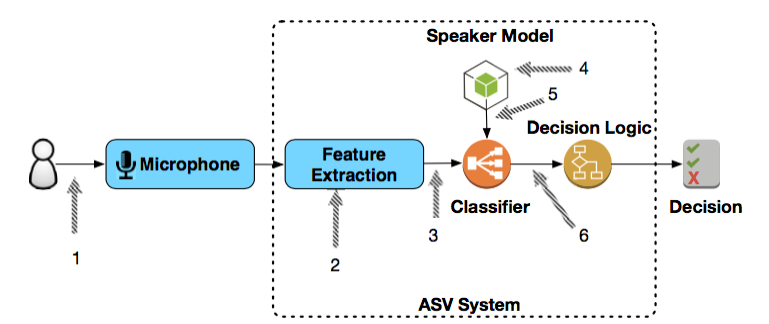 Speaker Model
4
5
Decision Logic
Microphone
Feature
Extraction
Classifier
Decision
1
2
3
6
ASV System